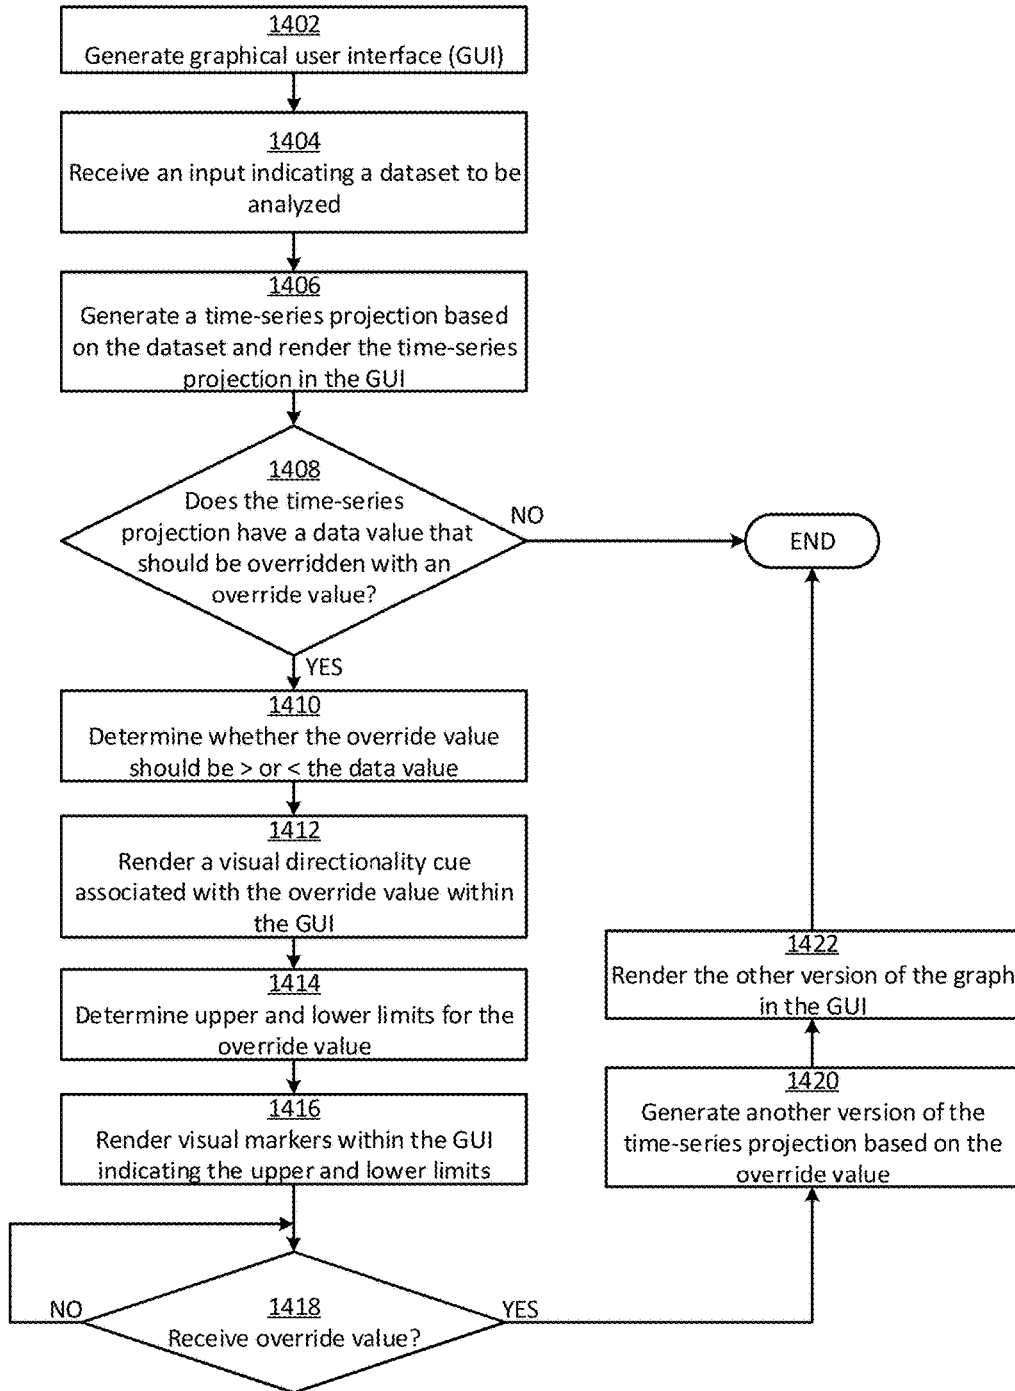 1402
Generate graphical user interface (GUI)
1404
Receive an input indicating a dataset to be
analyzed
1406
Generate a time-series projection based
on the dataset and render the time-series
projection in the GUI
1408
Does the time-series
projection have a data value that
should be overridden with an
override value?
NO
END
YES
1410
Determine whether the override value
should be > or < the data value
1412
Render a visual directionality cue
associated with the override value within
the GUI
1414
Determine upper and lower limits for the
override value
1416
Render visual markers within the GUI
indicating the upper and lower limits
1418
Receive override value?
NO
YES
1420
Generate another version of the
time-series projection based on the
override value
1422
Render the other version of the graph
in the GUI